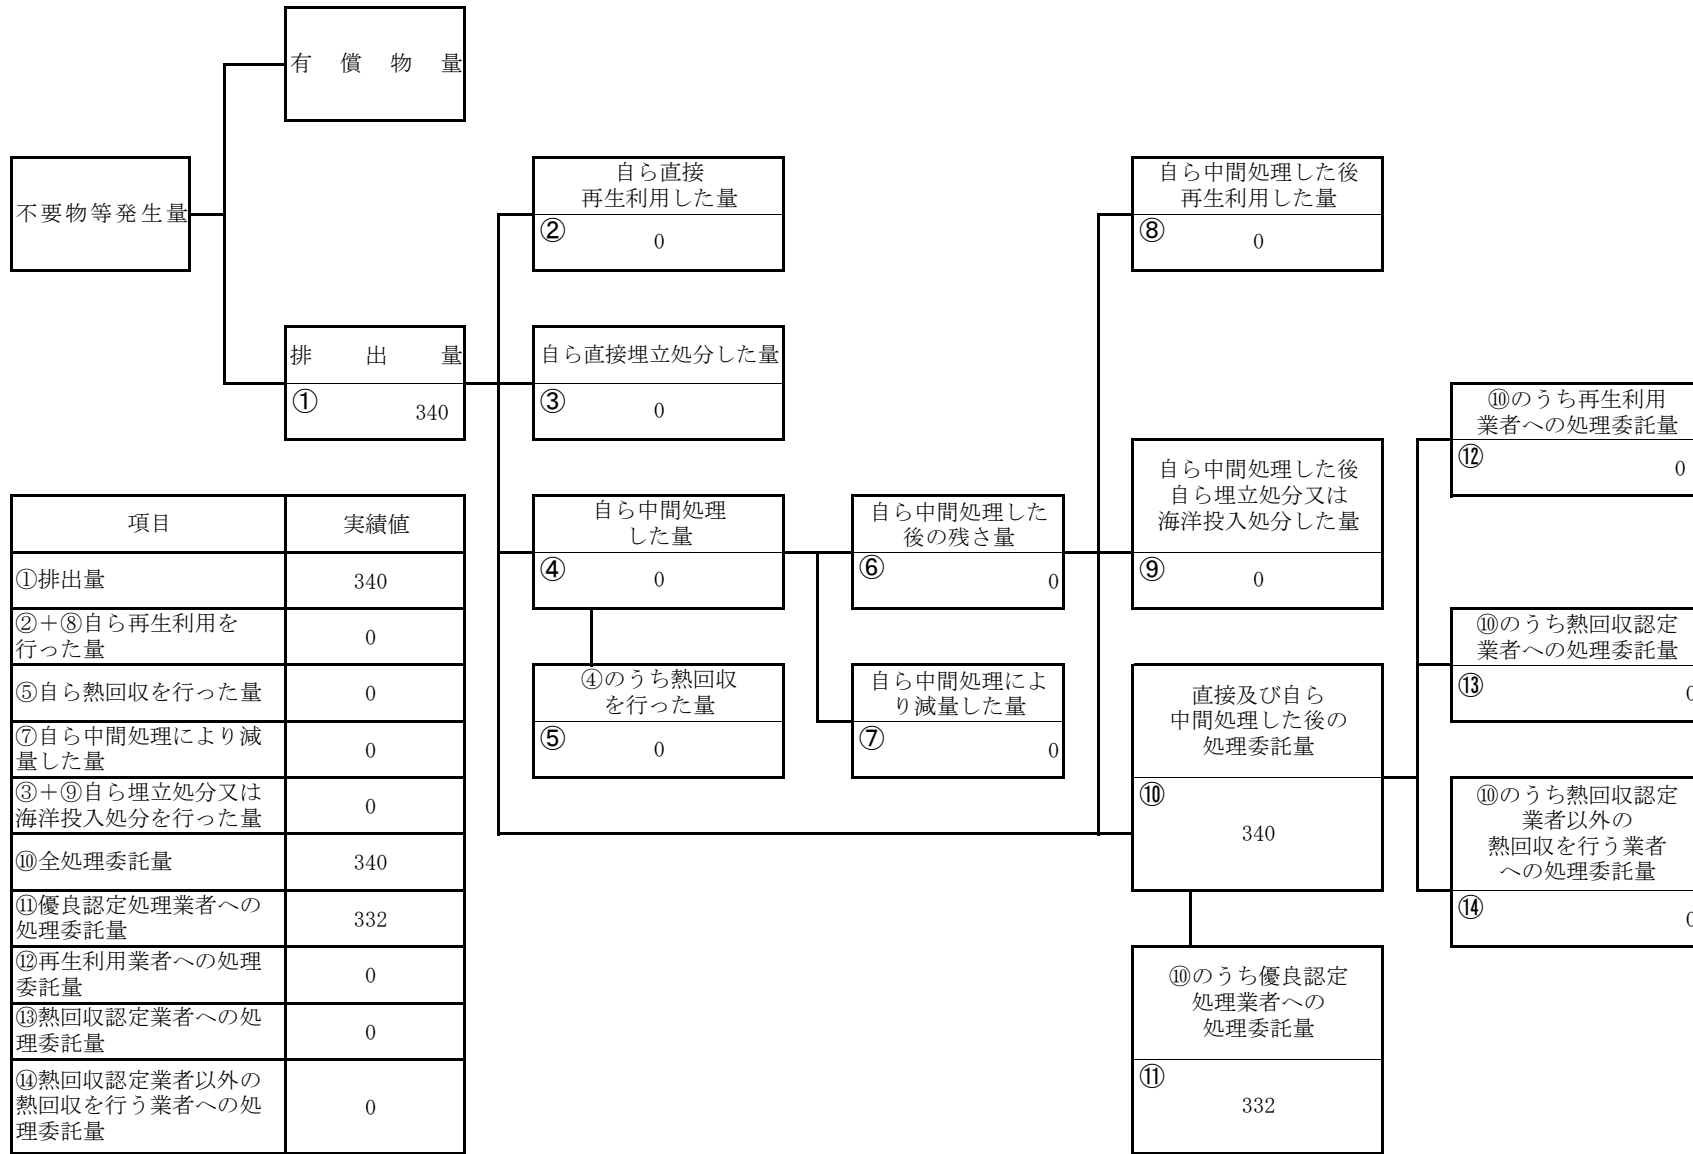 有償物量
不要物等発生量
自ら直接
再生利用した量
②
0
自ら中間処理した後
再生利用した量
⑧
0
排出量
①
340
自ら直接埋立処分した量
③
0
⑩のうち再生利用
業者への処理委託量
⑫
0
自ら中間処理
した量
④
0
自ら中間処理した
後の残さ量
⑥
0
自ら中間処理した後
自ら埋立処分又は
海洋投入処分した量
⑨
0
④のうち熱回収
を行った量
⑤
0
自ら中間処理によ
り減量した量
⑦
0
直接及び自ら
中間処理した後の
処理委託量
⑩
340
⑩のうち熱回収認定
業者への処理委託量
⑬
0
⑩のうち熱回収認定
業者以外の
熱回収を行う業者
への処理委託量
⑭
0
⑩のうち優良認定
処理業者への
処理委託量
⑪
332
項目 実績値
①排出量 340
②＋⑧自ら再生利用を
行った量 0
⑤自ら熱回収を行った量 0
⑦自ら中間処理により減
量した量 0
③＋⑨自ら埋立処分又は
海洋投入処分を行った量 0
⑩全処理委託量 340
⑪優良認定処理業者への
処理委託量 332
⑫再生利用業者への処理
委託量 0
⑬熱回収認定業者への処
理委託量 0
⑭熱回収認定業者以外の
熱回収を行う業者への処
理委託量 0